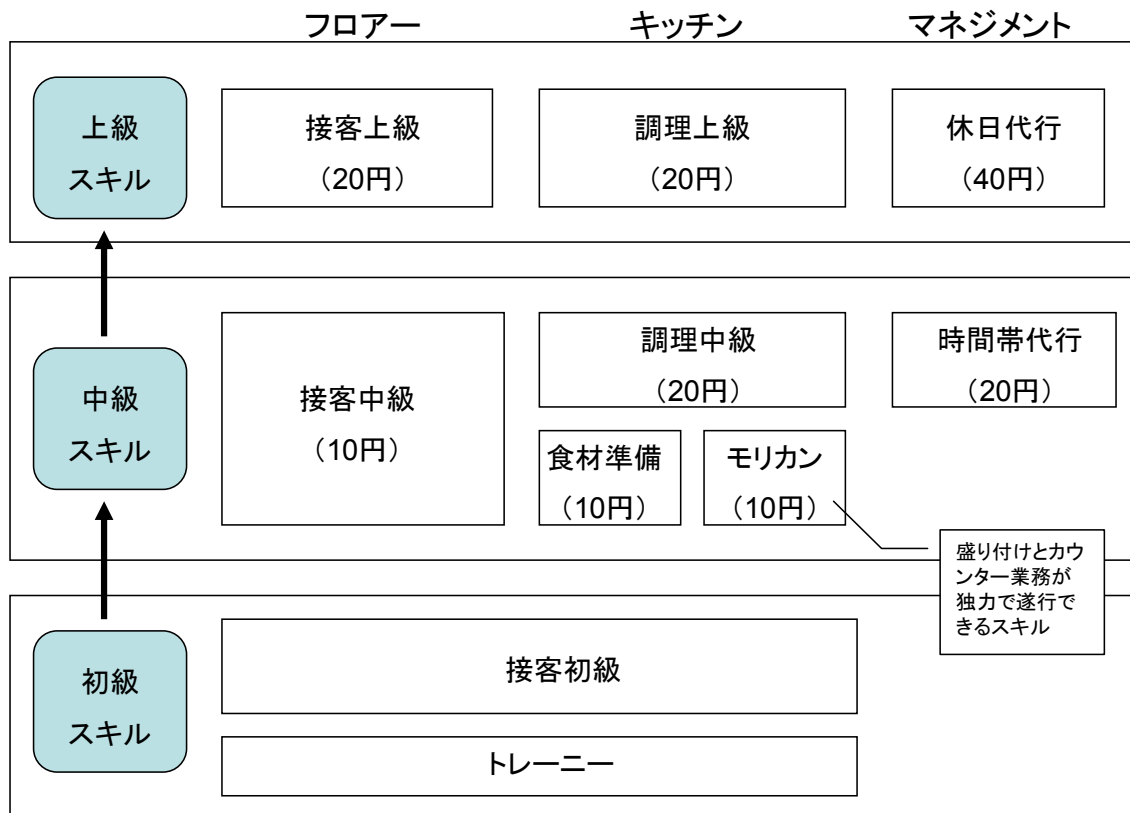 フロアー
キッチン
マネジメント
上級
スキル
接客上級
（20円）
調理上級
（20円）
休日代行
（40円）
中級
スキル
接客中級
（10円）
調理中級
（20円）
時間帯代行
（20円）
食材準備
（10円）
モリカン
（10円）
盛り付けとカウ
ンター業務が
独力で遂行で
きるスキル
初級
スキル
接客初級
トレーニー